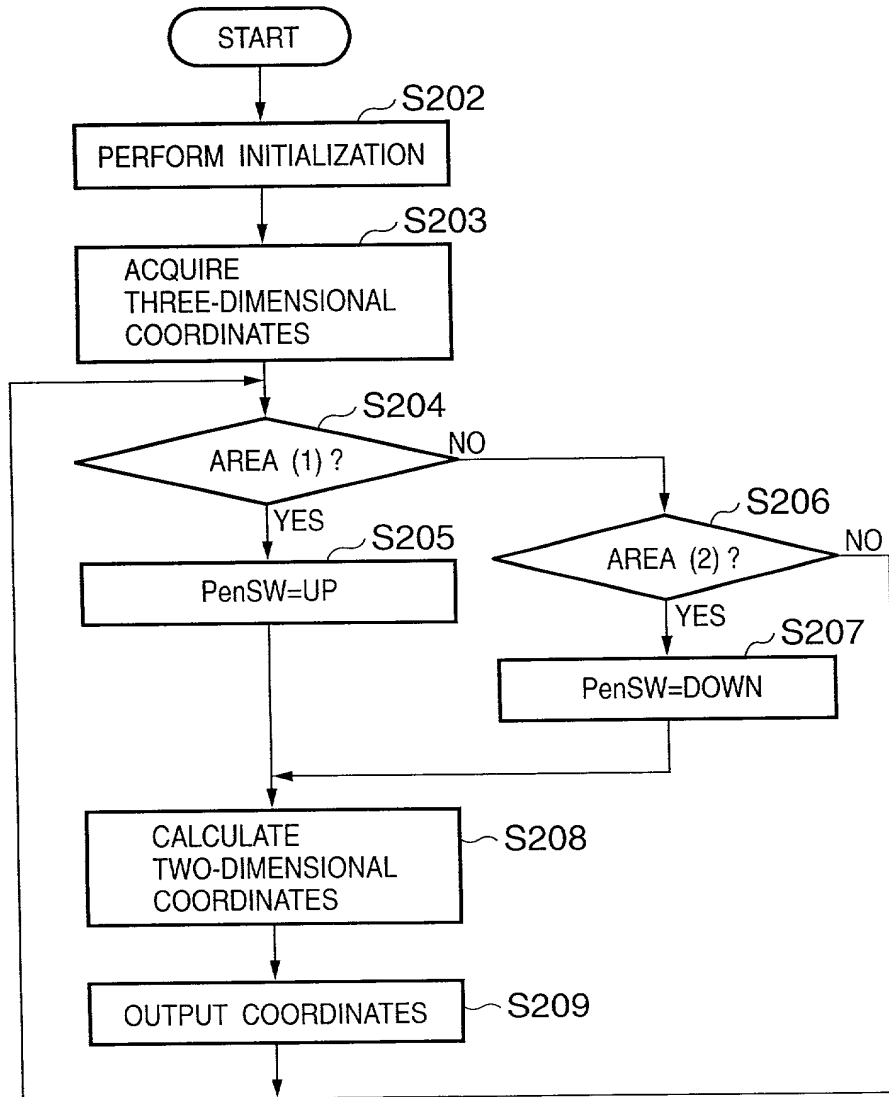 START
S202
PERFORM INITIALIZATION
S203
ACQUIRE
THREE-DIMENSIONAL
COORDINATES
S204
AREA (1) ?
NO
YES
S205
PenSW=UP
S206
AREA (2) ?
NO
YES
S207
PenSW=DOWN
CALCULATE
TWO-DIMENSIONAL
COORDINATES
S208
OUTPUT COORDINATES
S209